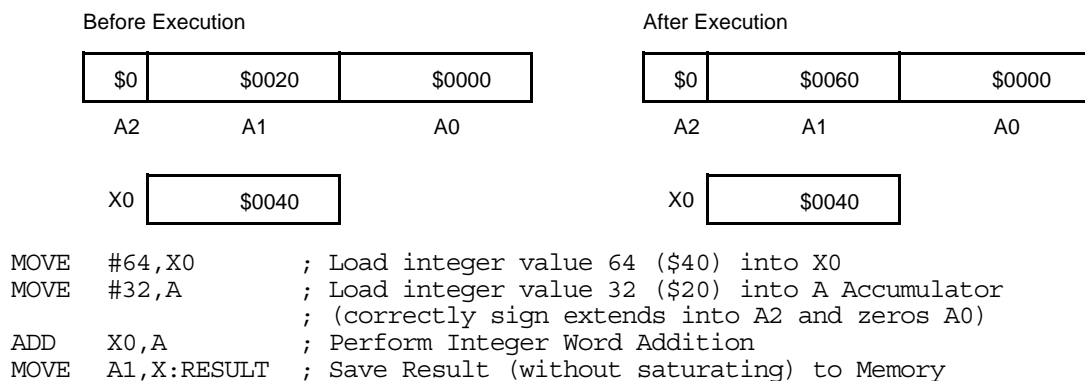 Before Execution After Execution
$0 $0020 $0000 $0 $0060 $0000
A2 A1 A0 A2 A1 A0
X0 $0040 X0 $0040
MOVE #64,X0 ; Load integer value 64 ($40) into X0
MOVE #32,A ; Load integer value 32 ($20) into A Accumulator
; (correctly sign extends into A2 and zeros A0)
ADD X0,A ; Perform Integer Word Addition
MOVE A1,X:RESULT ; Save Result (without saturating) to Memory